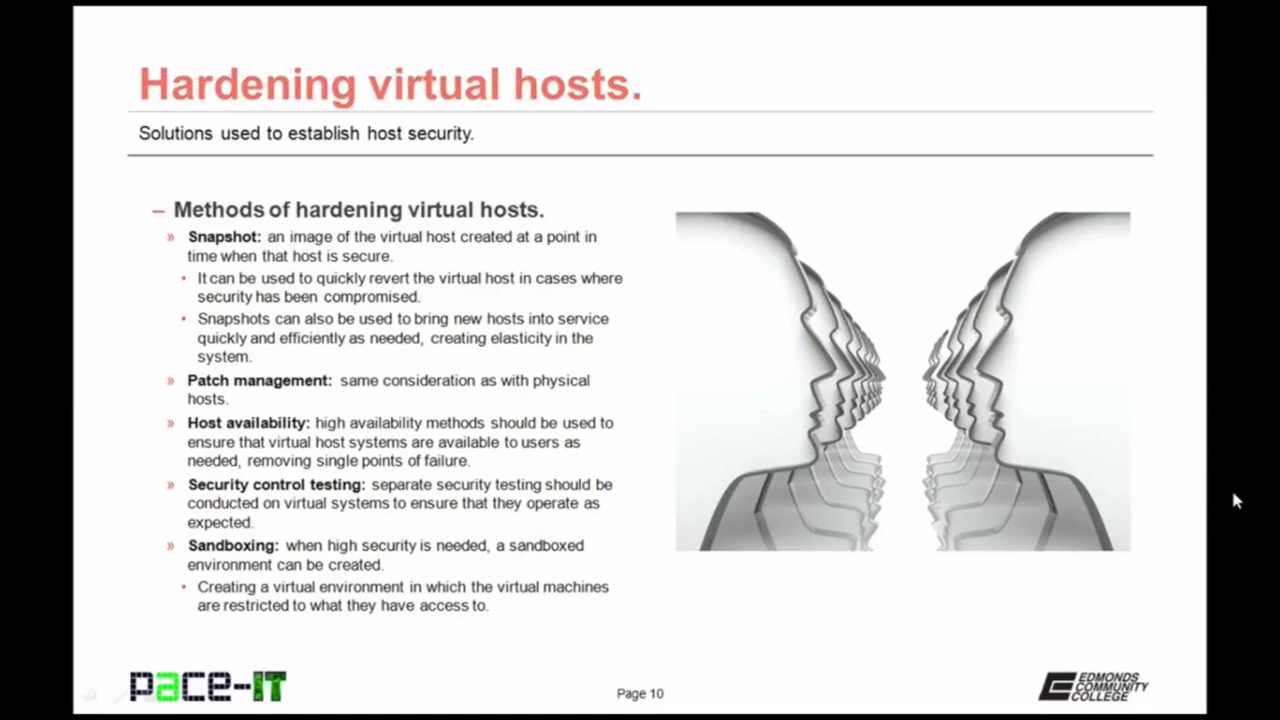 Hardening virtual hosts.
Solutions used to establish host security.
– Methods of hardening virtual hosts.
» Snapshot: an image of the virtual host created at a point in
time when that host is secure.
• It can be used to quickly revert the virtual host in cases where
security has been compromised.
• Snapshots can also be used to bring new hosts into service
quickly and efficiently as needed, creating elasticity in the
system.
» Patch management: same consideration as with physical
hosts.
» Host availability: high availability methods should be used to
ensure that virtual host systems are available to users as
needed, removing single points of failure.
» Security control testing: separate security testing should be
conducted on virtual systems to ensure that they operate as
expected.
» Sandboxing: when high security is needed, a sandboxed
environment can be created.
• Creating a virtual environment in which the virtual machines
are restricted to what they have access to.
pace-IT
Page 10
EDMONDS
COMMUNITY
COLLEGE